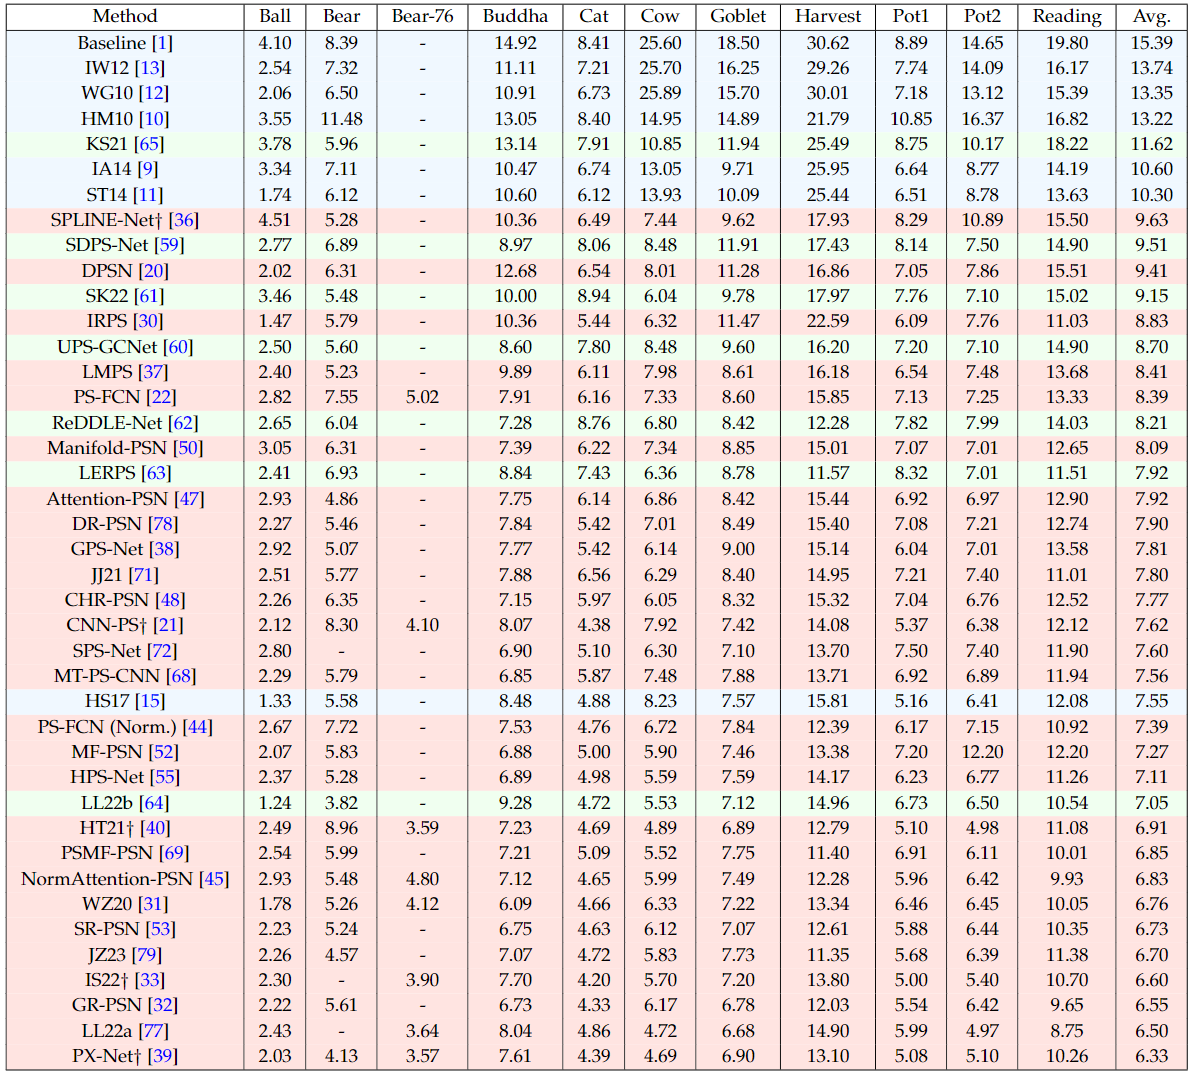 Method Ball Bear Bear-76 Buddha Cat Cow Goblet Harvest Pot1 Pot2 Reading Avg.
Baseline [1] 4.10 8.39 - 14.92 8.41 25.60 18.50 30.62 8.89 14.65 19.80 15.39
IW12 [13] 2.54 7.32 - 11.11 7.21 25.70 16.25 29.26 7.74 14.09 16.17 13.74
WG10 [12] 2.06 6.50 - 10.91 6.73 25.89 15.70 30.01 7.18 13.12 15.39 13.35
HM10 [10] 3.55 11.48 - 13.05 8.40 14.95 14.89 21.79 10.85 16.37 16.82 13.22
KS21 [65] 3.78 5.96 - 13.14 7.91 10.85 11.94 25.49 8.75 10.17 18.22 11.62
IA14 [9] 3.34 7.11 - 10.47 6.74 13.05 9.71 25.95 6.64 8.77 14.19 10.60
ST14 [11] 1.74 6.12 - 10.60 6.12 13.93 10.09 25.44 6.51 8.78 13.63 10.30
SPLINE-Net† [36] 4.51 5.28 - 10.36 6.49 7.44 9.62 17.93 8.29 10.89 15.50 9.63
SDPS-Net [59] 2.77 6.89 - 8.97 8.06 8.48 11.91 17.43 8.14 7.50 14.90 9.51
DPSN [20] 2.02 6.31 - 12.68 6.54 8.01 11.28 16.86 7.05 7.86 15.51 9.41
SK22 [61] 3.46 5.48 - 10.00 8.94 6.04 9.78 17.97 7.76 7.10 15.02 9.15
IRPS [30] 1.47 5.79 - 10.36 5.44 6.32 11.47 22.59 6.09 7.76 11.03 8.83
UPS-GCNet [60] 2.50 5.60 - 8.60 7.80 8.48 9.60 16.20 7.20 7.10 14.90 8.70
LMPS [37] 2.40 5.23 - 9.89 6.11 7.98 8.61 16.18 6.54 7.48 13.68 8.41
PS-FCN [22] 2.82 7.55 5.02 7.91 6.16 7.33 8.60 15.85 7.13 7.25 13.33 8.39
ReDDLE-Net [62] 2.65 6.04 - 7.28 8.76 6.80 8.42 12.28 7.82 7.99 14.03 8.21
Manifold-PSN [50] 3.05 6.31 - 7.39 6.22 7.34 8.85 15.01 7.07 7.01 12.65 8.09
LERPS [63] 2.41 6.93 - 8.84 7.43 6.36 8.78 11.57 8.32 7.01 11.51 7.92
Attention-PSN [47] 2.93 4.86 - 7.75 6.14 6.86 8.42 15.44 6.92 6.97 12.90 7.92
DR-PSN [78] 2.27 5.46 - 7.84 5.42 7.01 8.49 15.40 7.08 7.21 12.74 7.90
GPS-Net [38] 2.92 5.07 - 7.77 5.42 6.14 9.00 15.14 6.04 7.01 13.58 7.81
JJ21 [71] 2.51 5.77 - 7.88 6.56 6.29 8.40 14.95 7.21 7.40 11.01 7.80
CHR-PSN [48] 2.26 6.35 - 7.15 5.97 6.05 8.32 15.32 7.04 6.76 12.52 7.77
CNN-PS† [21] 2.12 8.30 4.10 8.07 4.38 7.92 7.42 14.08 5.37 6.38 12.12 7.62
SPS-Net [72] 2.80 - - 6.90 5.10 6.30 7.10 13.70 7.50 7.40 11.90 7.60
MT-PS-CNN [68] 2.29 5.79 - 6.85 5.87 7.48 7.88 13.71 6.92 6.89 11.94 7.56
HS17 [15] 1.33 5.58 - 8.48 4.88 8.23 7.57 15.81 5.16 6.41 12.08 7.55
PS-FCN (Norm.) [44] 2.67 7.72 - 7.53 4.76 6.72 7.84 12.39 6.17 7.15 10.92 7.39
MF-PSN [52] 2.07 5.83 - 6.88 5.00 5.90 7.46 13.38 7.20 12.20 12.20 7.27
HPS-Net [55] 2.37 5.28 - 6.89 4.98 5.59 7.59 14.17 6.23 6.77 11.26 7.11
LL22b [64] 1.24 3.82 - 9.28 4.72 5.53 7.12 14.96 6.73 6.50 10.54 7.05
HT21† [40] 2.49 8.96 3.59 7.23 4.69 4.89 6.89 12.79 5.10 4.98 11.08 6.91
PSMF-PSN [69] 2.54 5.99 - 7.21 5.09 5.52 7.75 11.40 6.91 6.11 10.01 6.85
NormAttention-PSN [45] 2.93 5.48 4.80 7.12 4.65 5.99 7.49 12.28 5.96 6.42 9.93 6.83
WZ20 [31] 1.78 5.26 4.12 6.09 4.66 6.33 7.22 13.34 6.46 6.45 10.05 6.76
SR-PSN [53] 2.23 5.24 - 6.75 4.63 6.12 7.07 12.61 5.88 6.44 10.35 6.73
JZ23 [79] 2.26 4.57 - 7.07 4.72 5.83 7.73 11.35 5.68 6.39 11.38 6.70
IS22† [33] 2.30 - 3.90 7.70 4.20 5.70 7.20 13.80 5.00 5.40 10.70 6.60
GR-PSN [32] 2.22 5.61 - 6.73 4.33 6.17 6.78 12.03 5.54 6.42 9.65 6.55
LL22a [77] 2.43 - 3.64 8.04 4.86 4.72 6.68 14.90 5.99 4.97 8.75 6.50
PX-Net† [39] 2.03 4.13 3.57 7.61 4.39 4.69 6.90 13.10 5.08 5.10 10.26 6.33